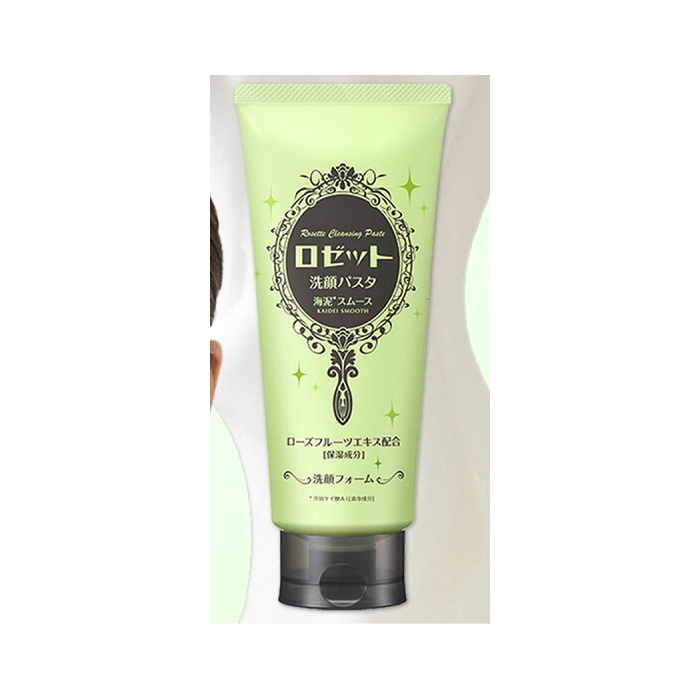 Rosette Cleansing Paste
ロゼット
洗顔パスタ
海泥*スムース
KAIDEI SMOOTH
ローズフルーツエキス配合
[保湿成分]
洗顔フォーム